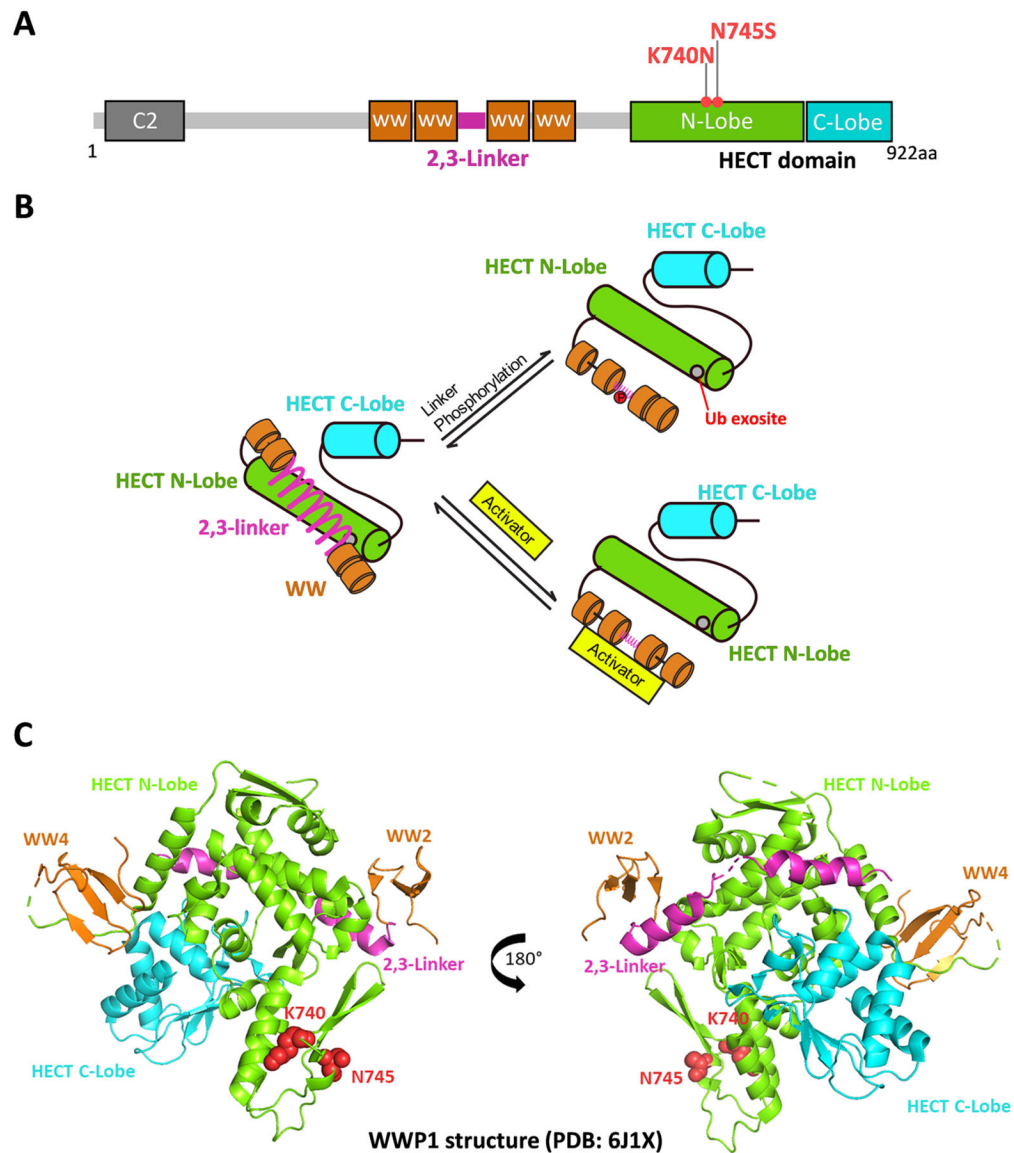 A
N745S
K740N
C2
WW
WW
WW
WW
N-Lobe
C-Lobe
1
2,3-Linker
HECT domain
922aa
B
HECT C-Lobe
HECT N-Lobe
Linker
Phosphorylation
P
Ub exosite
HECT C-Lobe
HECT N-Lobe
2,3-linker
WW
Activator
HECT C-Lobe
HECT N-Lobe
Activator
C
HECT N-Lobe
WW4
WW2
2,3-Linker
K740
N745
HECT C-Lobe
180°
HECT N-Lobe
WW2
WW4
2,3-Linker
K740
N745
HECT C-Lobe
WWP1 structure (PDB: 6J1X)